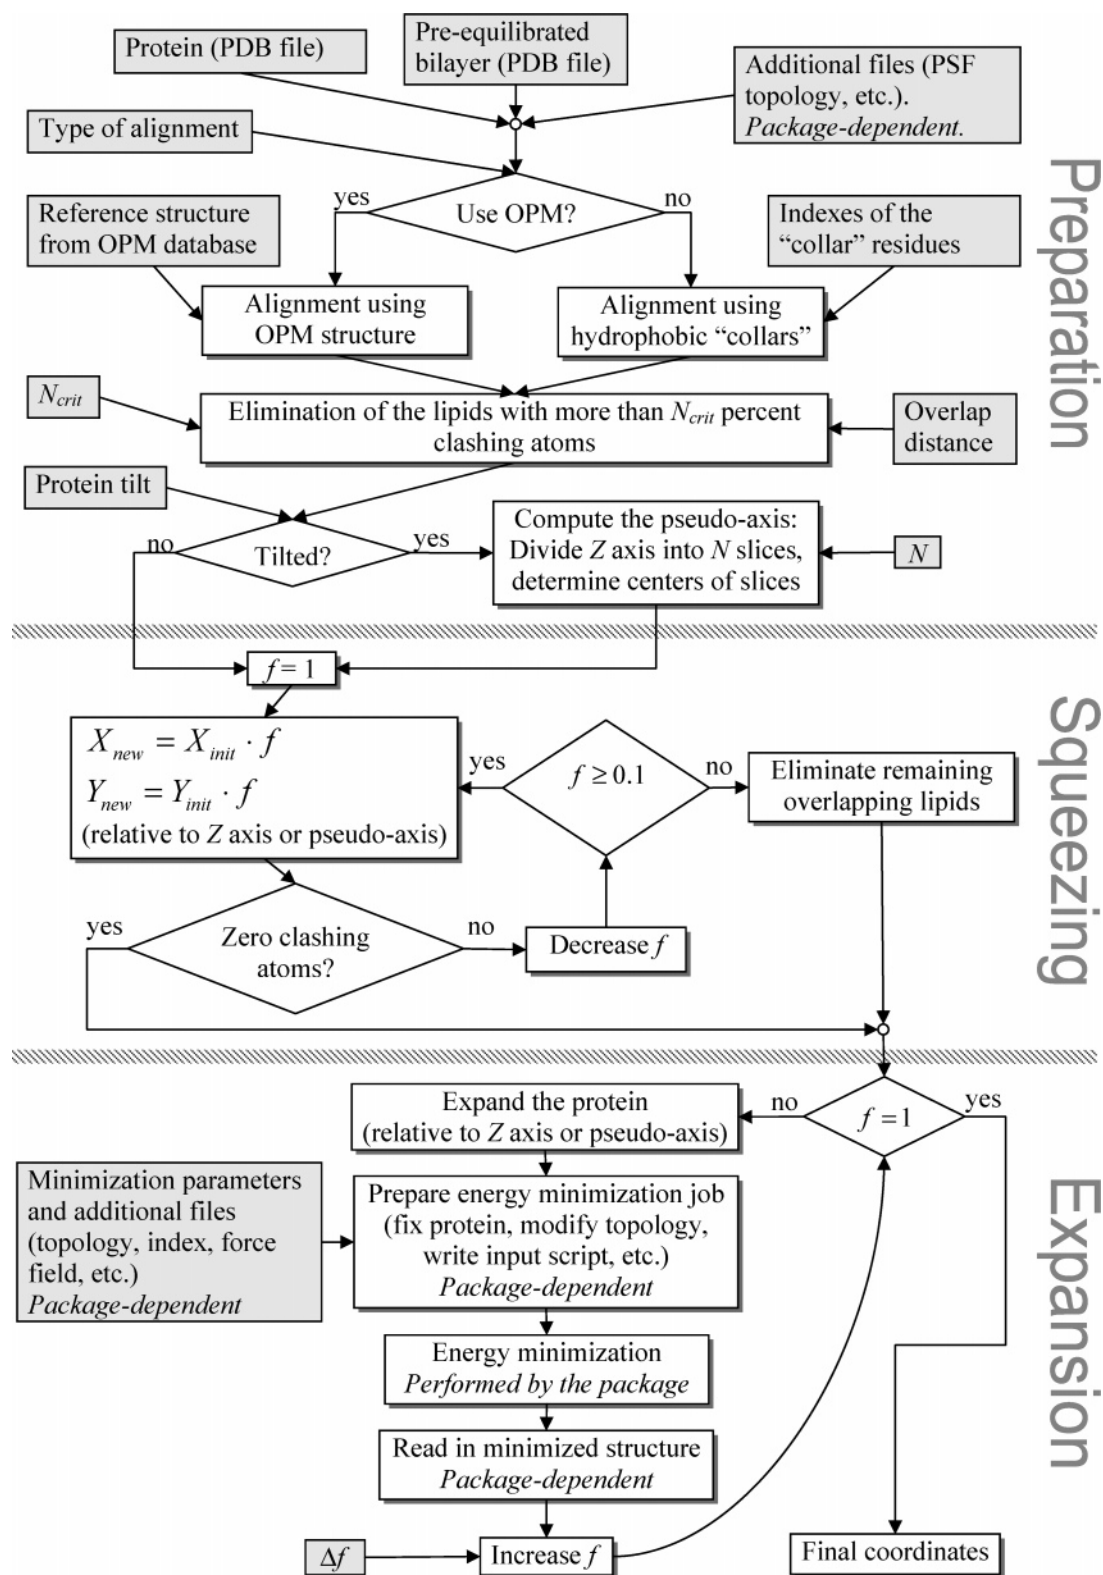 Protein (PDB file)
Pre-equilibrated
bilayer (PDB file)
Additional files (PSF
topology, etc.).
Package-dependent.
Type of alignment
Use OPM?
yes
no
Reference structure
from OPM database
Indexes of the
“collar” residues
Alignment using
OPM structure
Alignment using
hydrophobic “collars”
N_crit
Elimination of the lipids with more than N_crit percent
clashing atoms
Overlap
distance
Protein tilt
Tilted?
no
yes
Compute the pseudo-axis:
Divide Z axis into N slices,
determine centers of slices
N
Preparation
f = 1
X_new = X_init · f
Y_new = Y_init · f
(relative to Z axis or pseudo-axis)
yes
f ≥ 0.1
no
Eliminate remaining
overlapping lipids
yes
Zero clashing
atoms?
no
Decrease f
Squeezing
Expand the protein
(relative to Z axis or pseudo-axis)
no
f = 1
yes
Minimization parameters
and additional files
(topology, index, force
field, etc.)
Package-dependent
Prepare energy minimization job
(fix protein, modify topology,
write input script, etc.)
Package-dependent
Energy minimization
Performed by the package
Read in minimized structure
Package-dependent
Δf
Increase f
Final coordinates
Expansion